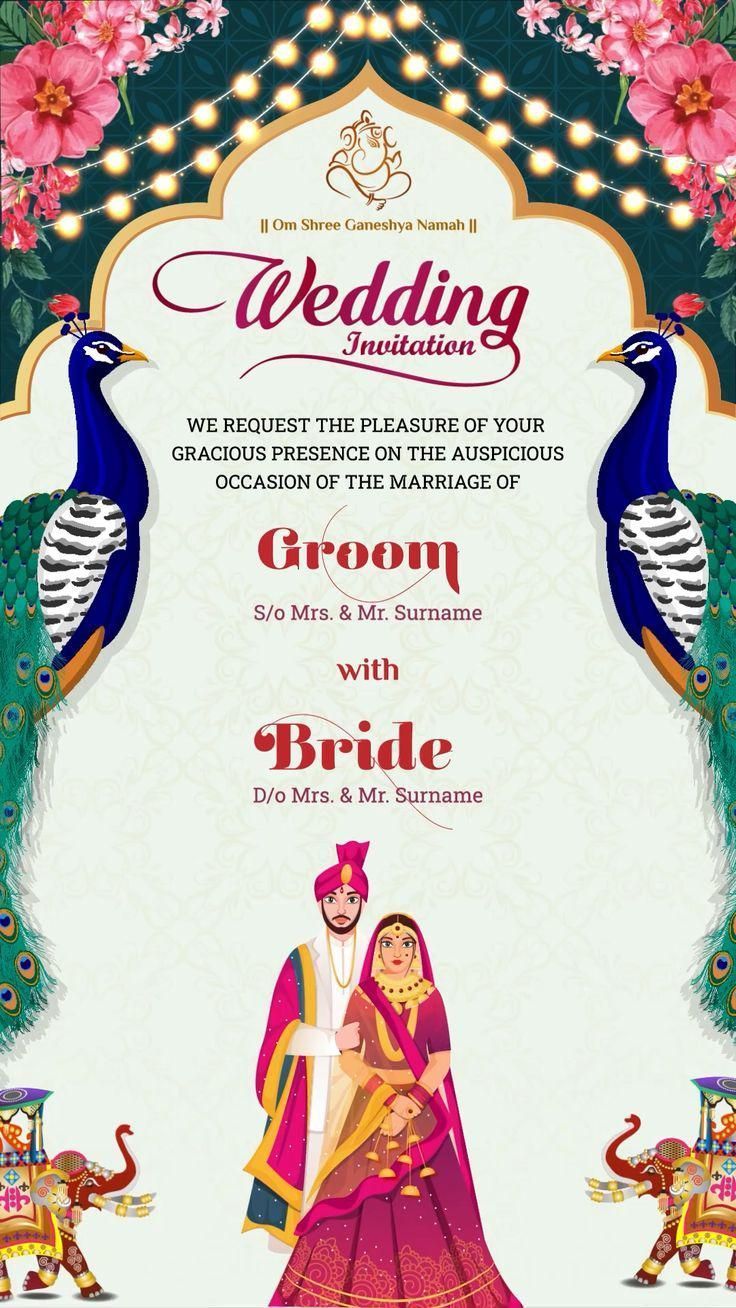 || Om Shree Ganeshya Namah ||
Wedding
Invitation
WE REQUEST THE PLEASURE OF YOUR
GRACIOUS PRESENCE ON THE AUSPICIOUS
OCCASION OF THE MARRIAGE OF
Groom
S/o Mrs. & Mr. Surname
with
Bride
D/o Mrs. & Mr. Surname